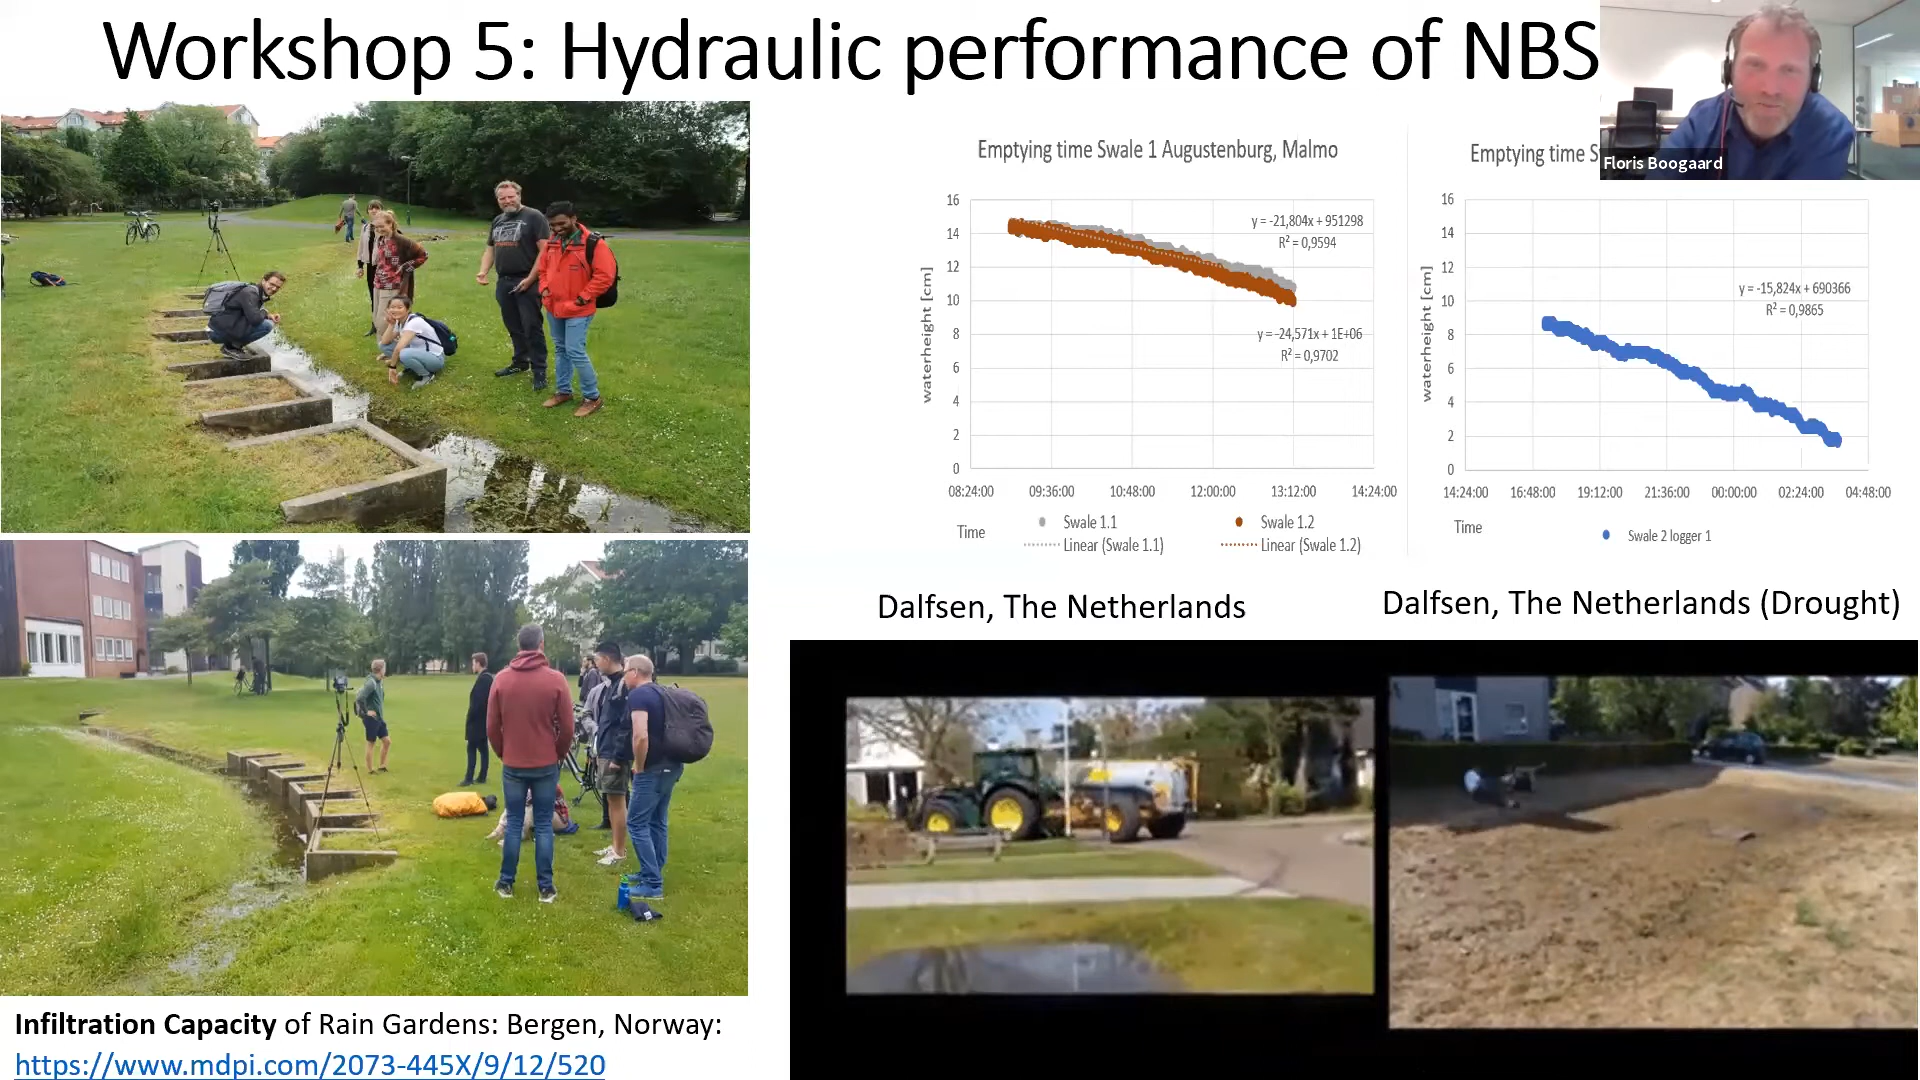 Workshop 5: Hydraulic performance of NBS
Floris Boogaard
Emptying time Swale 1 Augustenburg, Malmo
waterheight [cm]
16
14
12
10
8
6
4
2
0
y = -21,804x + 951298
R² = 0,9594
y = -24,571x + 1E+06
R² = 0,9702
08:24:00 09:36:00 10:48:00 12:00:00 13:12:00 14:24:00
Time
Swale 1.1 Swale 1.2
Linear (Swale 1.1) Linear (Swale 1.2)
Emptying time S
waterheight [cm]
16
14
12
10
8
6
4
2
0
y = -15,824x + 690366
R² = 0,9865
14:24:00 16:48:00 19:12:00 21:36:00 00:00:00 02:24:00 04:48:00
Time
Swale 2 logger 1
Dalfsen, The Netherlands
Dalfsen, The Netherlands (Drought)
Infiltration Capacity of Rain Gardens: Bergen, Norway:
https://www.mdpi.com/2073-445X/9/12/520